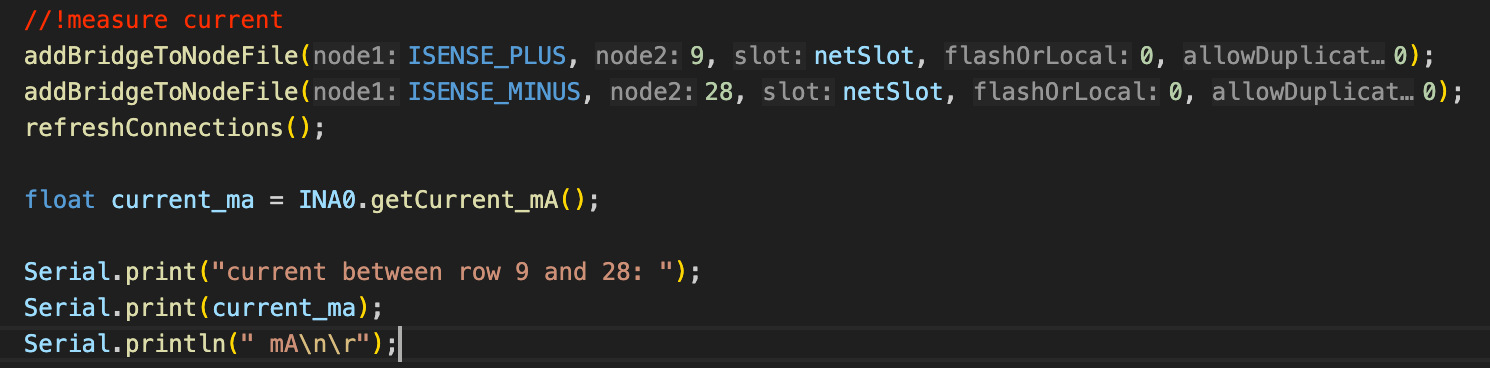 //!measure current
addBridgeToNodeFile(node1: ISENSE_PLUS, node2: 9, slot: netSlot, flashOrLocal: 0, allowDuplicat… 0);
addBridgeToNodeFile(node1: ISENSE_MINUS, node2: 28, slot: netSlot, flashOrLocal: 0, allowDuplicat… 0);
refreshConnections();
float current_ma = INA0.getCurrent_mA();
Serial.print("current between row 9 and 28: ");
Serial.print(current_ma);
Serial.println(" mA\n\r");